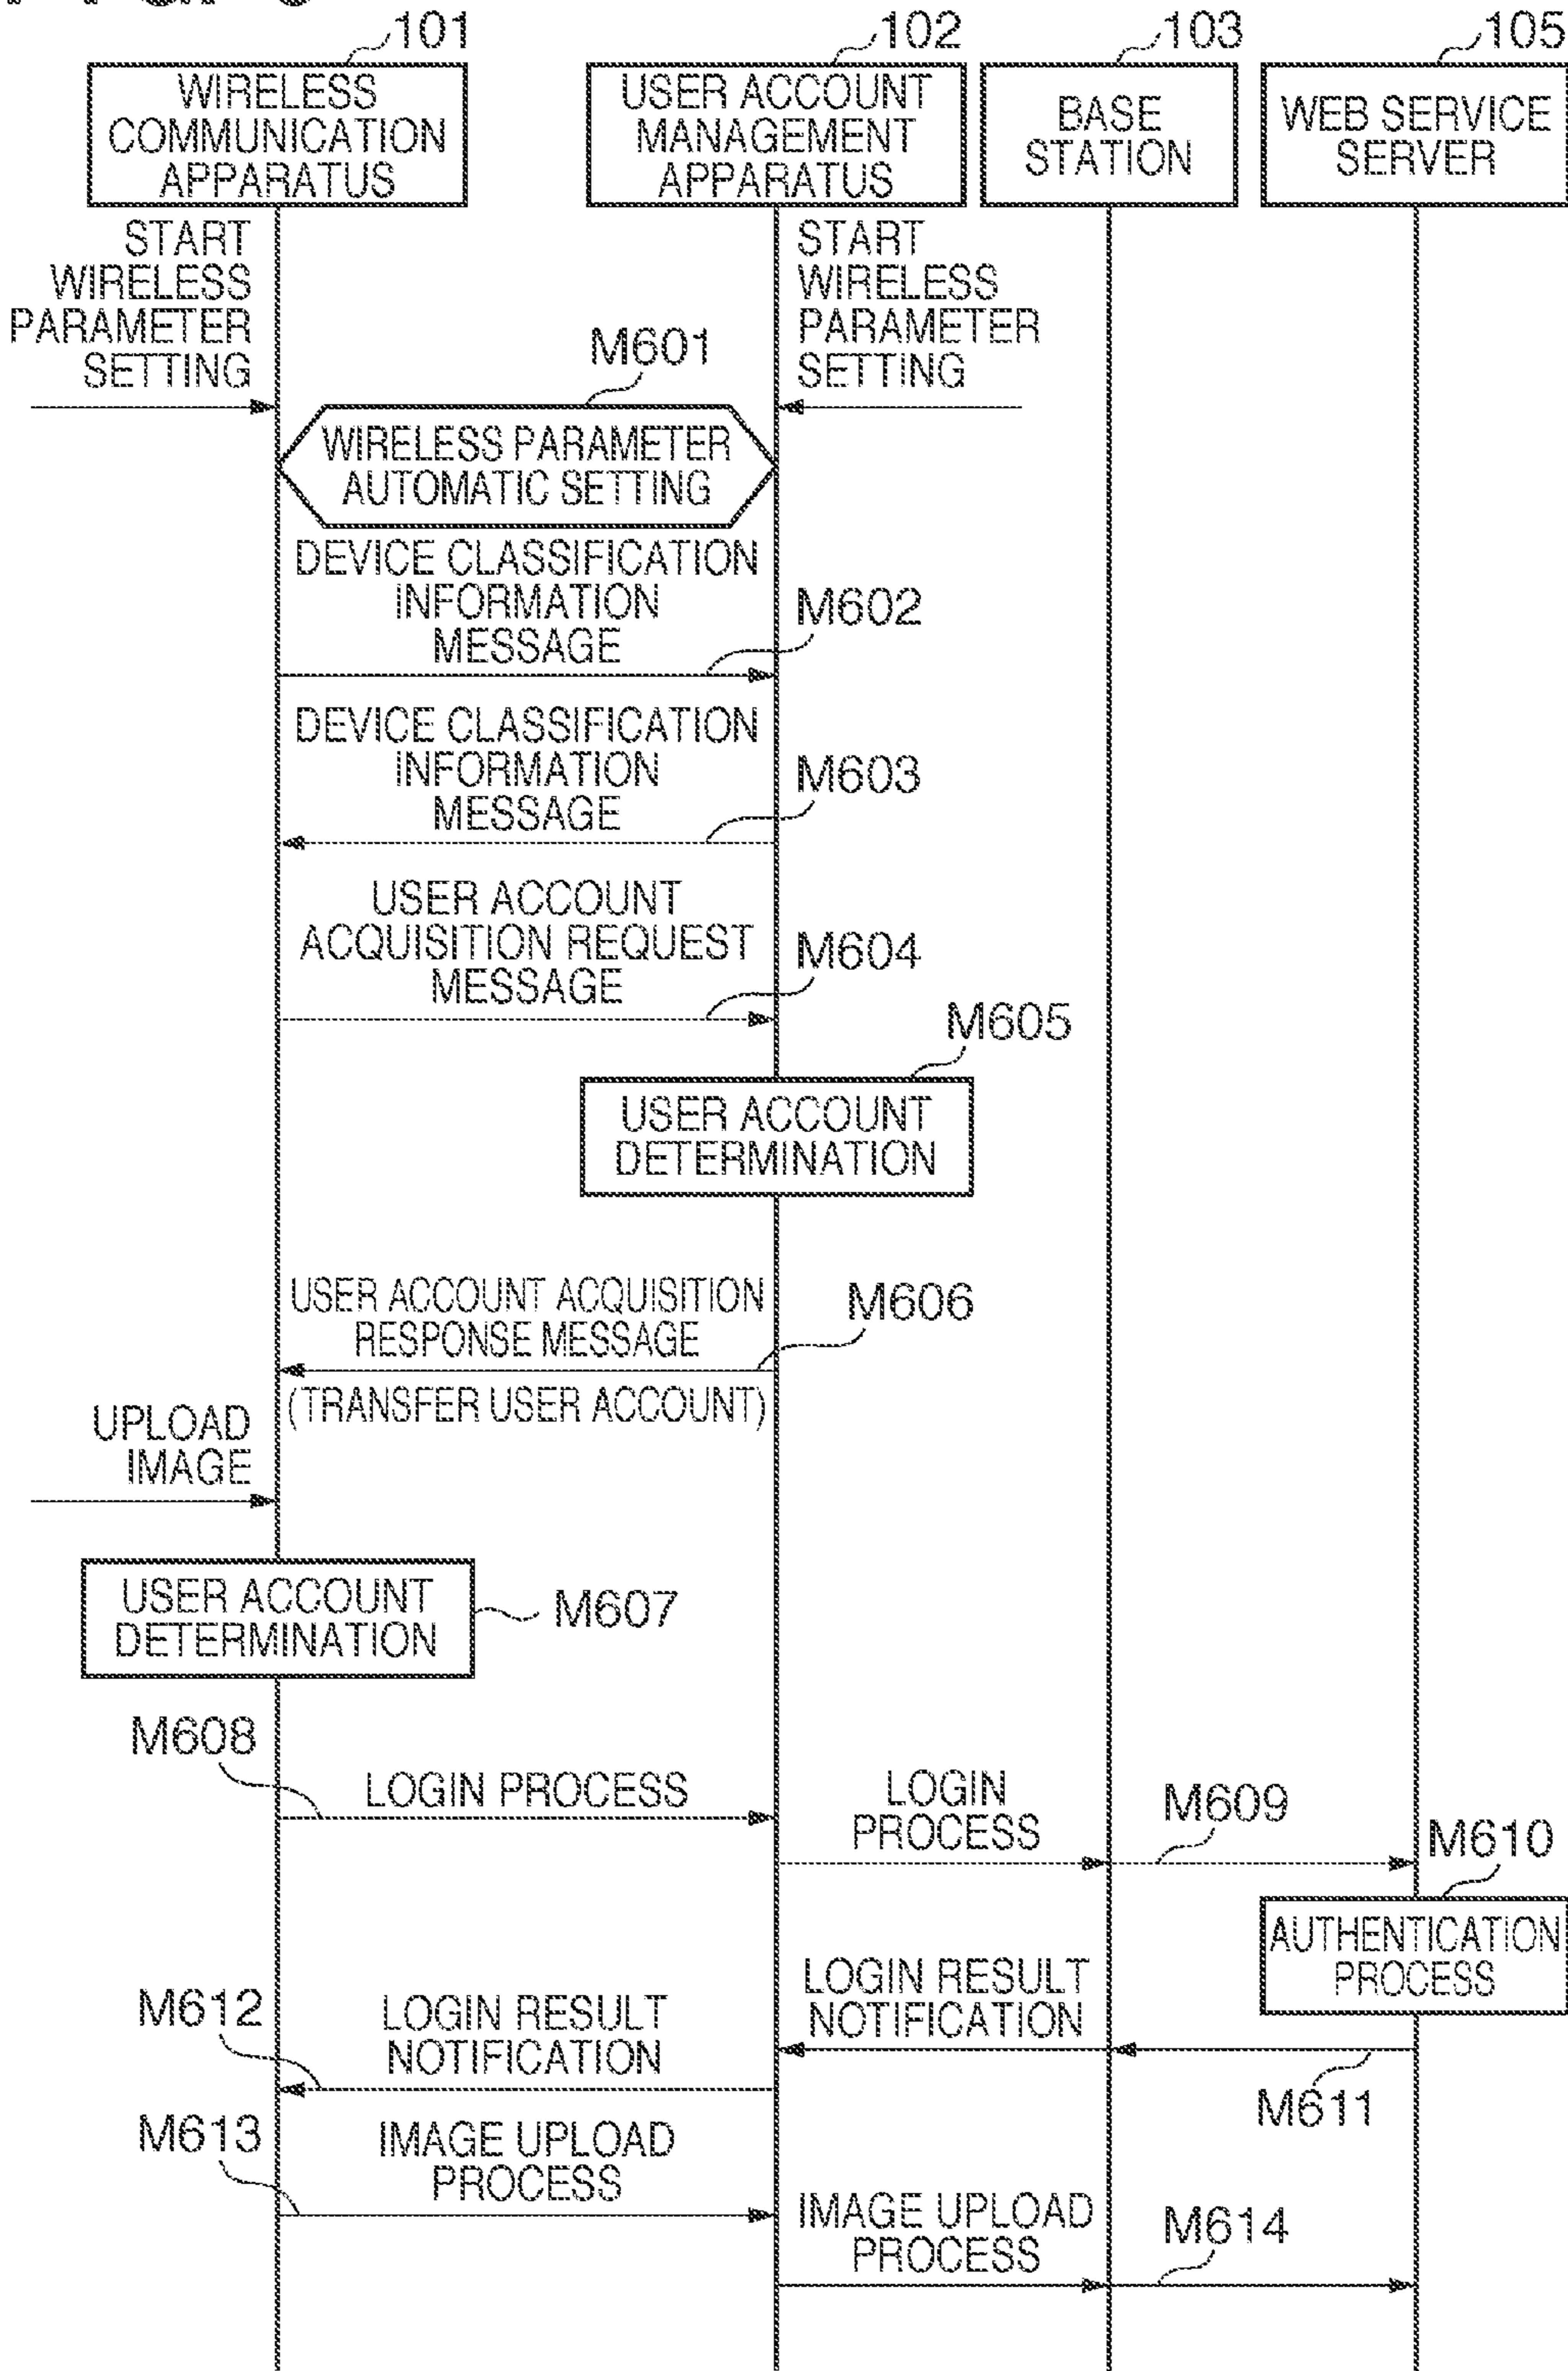 101
102
103
105
WIRELESS
COMMUNICATION
APPARATUS
USER ACCOUNT
MANAGEMENT
APPARATUS
BASE
STATION
WEB SERVICE
SERVER
START
WIRELESS
PARAMETER
SETTING
START
WIRELESS
PARAMETER
SETTING
M601
WIRELESS PARAMETER
AUTOMATIC SETTING
DEVICE CLASSIFICATION
INFORMATION
MESSAGE
M602
DEVICE CLASSIFICATION
INFORMATION
MESSAGE
M603
USER ACCOUNT
ACQUISITION REQUEST
MESSAGE
M604
M605
USER ACCOUNT
DETERMINATION
USER ACCOUNT ACQUISITION
RESPONSE MESSAGE
M606
(TRANSFER USER ACCOUNT)
UPLOAD
IMAGE
USER ACCOUNT
DETERMINATION
M607
M608
LOGIN PROCESS
LOGIN
PROCESS
M609
M610
AUTHENTICATION
PROCESS
LOGIN RESULT
NOTIFICATION
M611
M612
LOGIN RESULT
NOTIFICATION
M613
IMAGE UPLOAD
PROCESS
IMAGE UPLOAD
PROCESS
M614